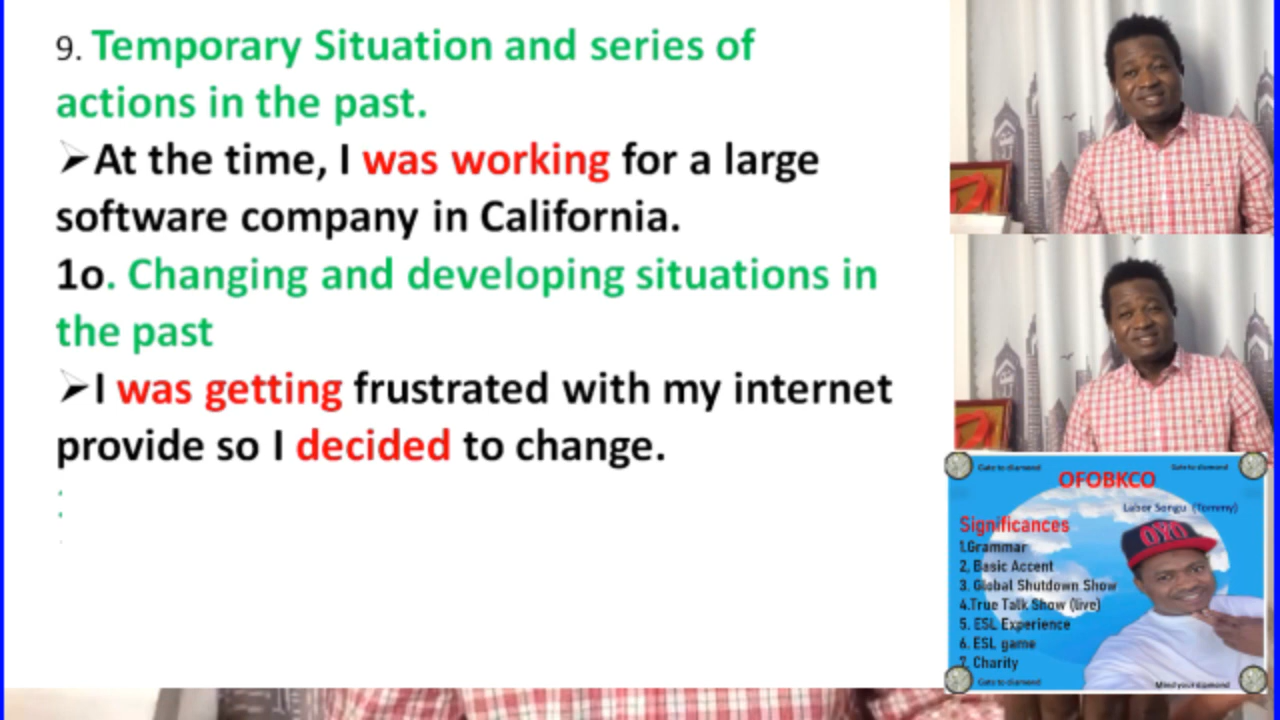 9. Temporary Situation and series of
actions in the past.
➢At the time, I was working for a large
software company in California.
1o. Changing and developing situations in
the past
➢I was getting frustrated with my internet
provide so I decided to change.
Gate to diamond
Gate to diamond
OFOBKCO
Labor Songu (Tommy)
Significances
1.Grammar
2. Basic Accent
3. Global Shutdown Show
4.True Talk Show (live)
5. ESL Experience
6. ESL game
7. Charity
Gate to diamond
Mind your diamond